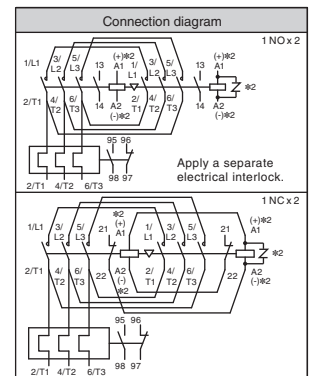 Connection diagram
1 NO x 2
1/L1 3/L2 5/L3 13 (+)*2 A1 1/L1 3/L2 5/L3 13 (+)*2 A1
*2
2/T1 4/T2 6/T3 14 A2 (-)*2 2/T1 4/T2 6/T3 14 A2 (-)*2
95 96
98 97
2/T1 4/T2 6/T3
Apply a separate
electrical interlock.
1 NC x 2
1/L1 3/L2 5/L3 21 *2 (+) A1 1/L1 3/L2 5/L3 21 (+)*2 A1
*2
2/T1 4/T2 6/T3 22 A2 (-) *2 2/T1 4/T2 6/T3 22 A2 (-)*2
95 96
98 97
2/T1 4/T2 6/T3